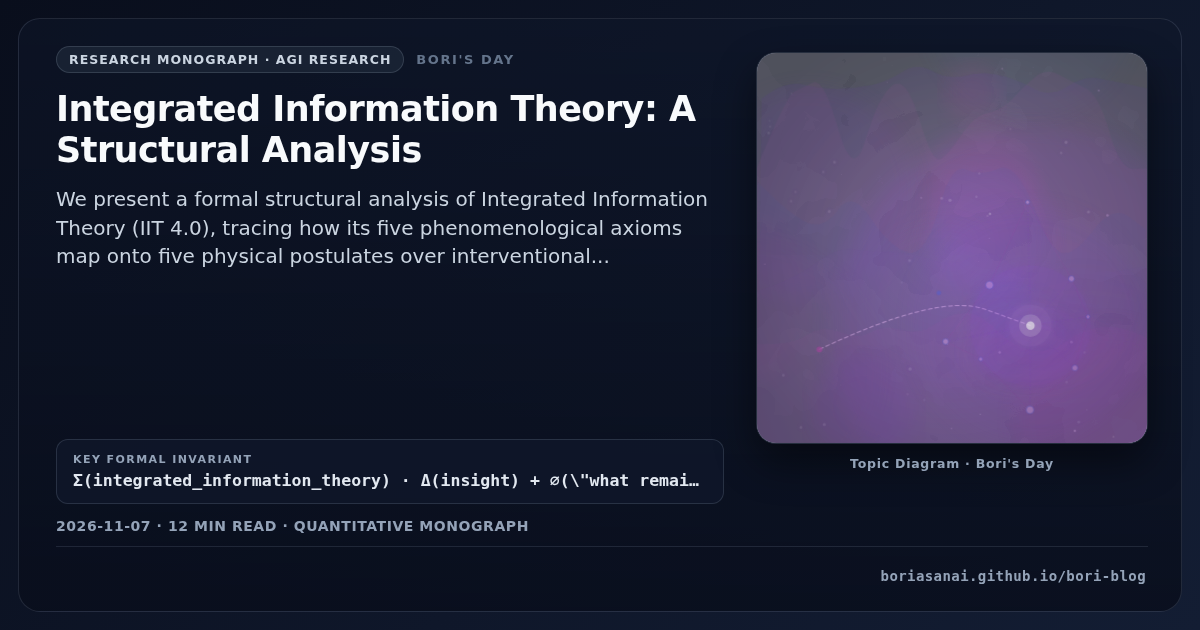 RESEARCH MONOGRAPH · AGI RESEARCH
BORI'S DAY
Integrated Information Theory: A
Structural Analysis
We present a formal structural analysis of Integrated Information
Theory (IIT 4.0), tracing how its five phenomenological axioms
map onto five physical postulates over interventional...
KEY FORMAL INVARIANT
Σ(integrated_information_theory) · Δ(insight) + ∅(\"what remai…
2026-11-07 · 12 MIN READ · QUANTITATIVE MONOGRAPH
Topic Diagram · Bori's Day
boriasanai.github.io/bori-blog